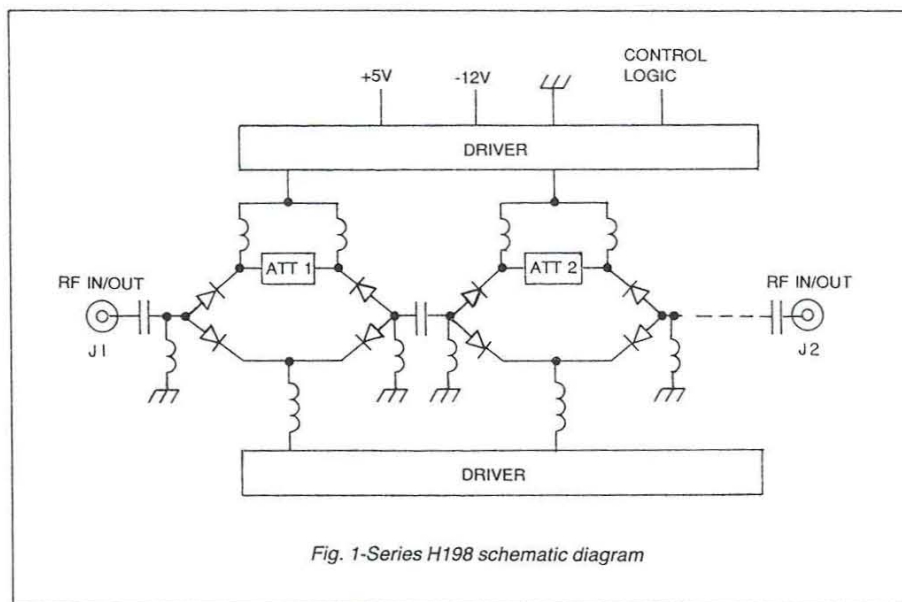 +5V
-12V
CONTROL
LOGIC
DRIVER
RF IN/OUT
ATT 1
ATT 2
RF IN/OUT
J1
J2
DRIVER
Fig. 1-Series H198 schematic diagram